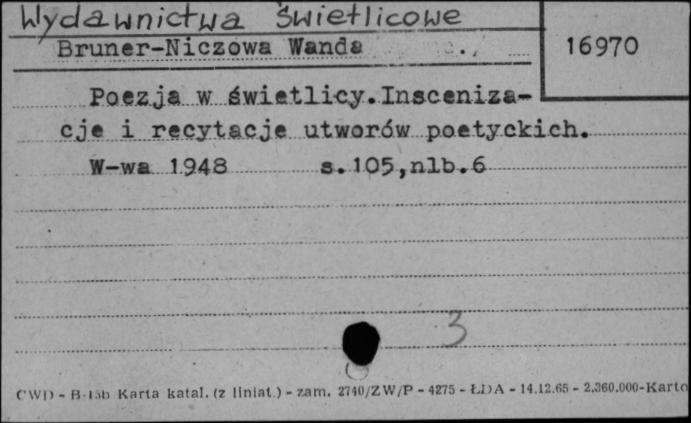 Wydawnictwa świetlicowe
Bruner-Niczowa Wanda
16970
Poezja w świetlicy.Insceniza-
cje i recytacje utworów poetyckich.
W-wa 1948 s.105,nlb.6
3
CWD - B-15b Karta katal. (z liniat.) - zam. 2740/ZW/P - 4275 - ŁDA - 14.12.65 - 2.360.000-Karto